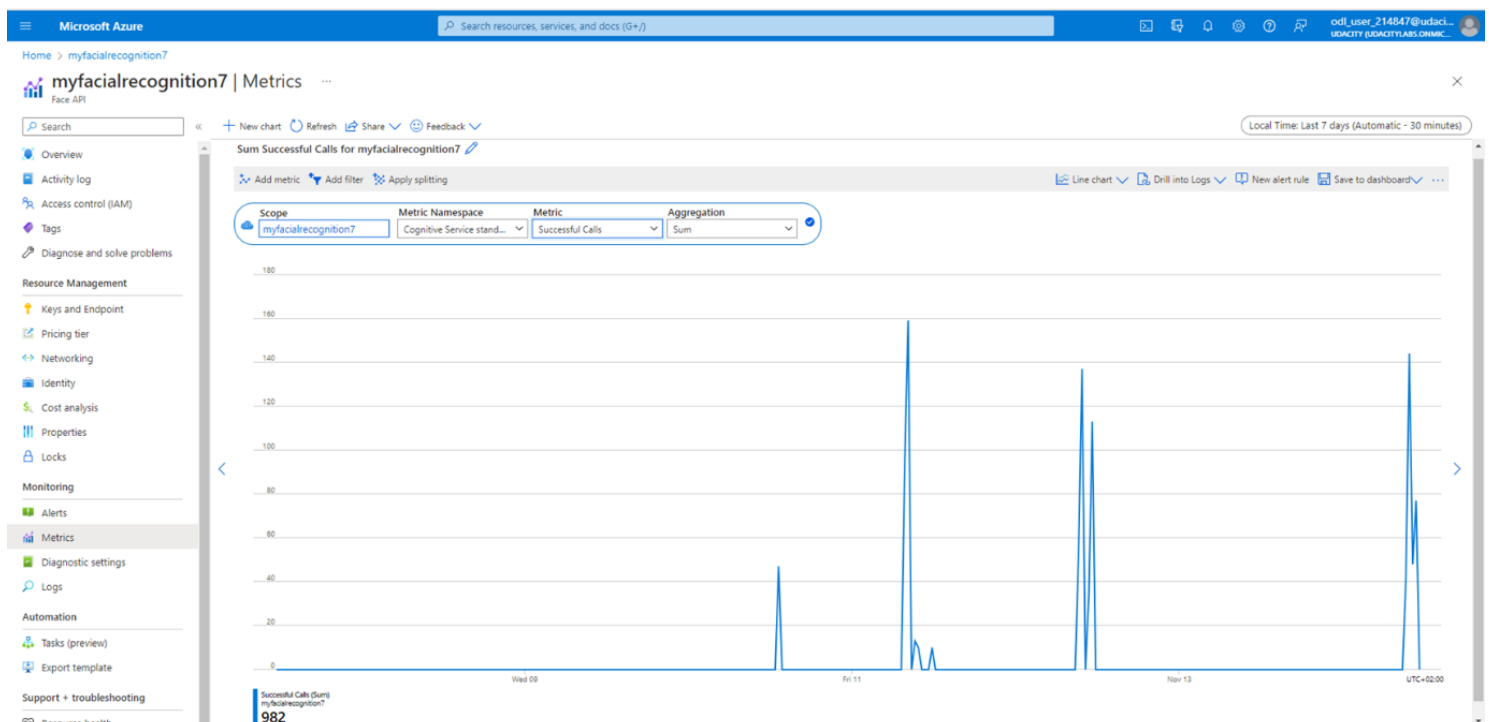 Microsoft Azure
Search resources, services, and docs (G+/)
odl_user_214847@udaci...
UDACITY (UDACITYLABS.ONMIC...
Home > myfacialrecognition7
myfacialrecognition7 | Metrics ...
Face API
Search
«
New chart Refresh Share Feedback
Local Time: Last 7 days (Automatic - 30 minutes)
Overview
Activity log
Access control (IAM)
Tags
Diagnose and solve problems
Resource Management
Keys and Endpoint
Pricing tier
Networking
Identity
Cost analysis
Properties
Locks
Monitoring
Alerts
Metrics
Diagnostic settings
Logs
Automation
Tasks (preview)
Export template
Support + troubleshooting
Resource health
Sum Successful Calls for myfacialrecognition7
Add metric Add filter Apply splitting
Line chart Drill into Logs New alert rule Save to dashboard ...
Scope Metric Namespace Metric Aggregation
myfacialrecognition7 Cognitive Service stand... Successful Calls Sum
180
160
140
120
100
80
60
40
20
0
Wed 09 Fri 11 Nov 13 UTC+02:00
Successful Calls (Sum)
myfacialrecognition7
982